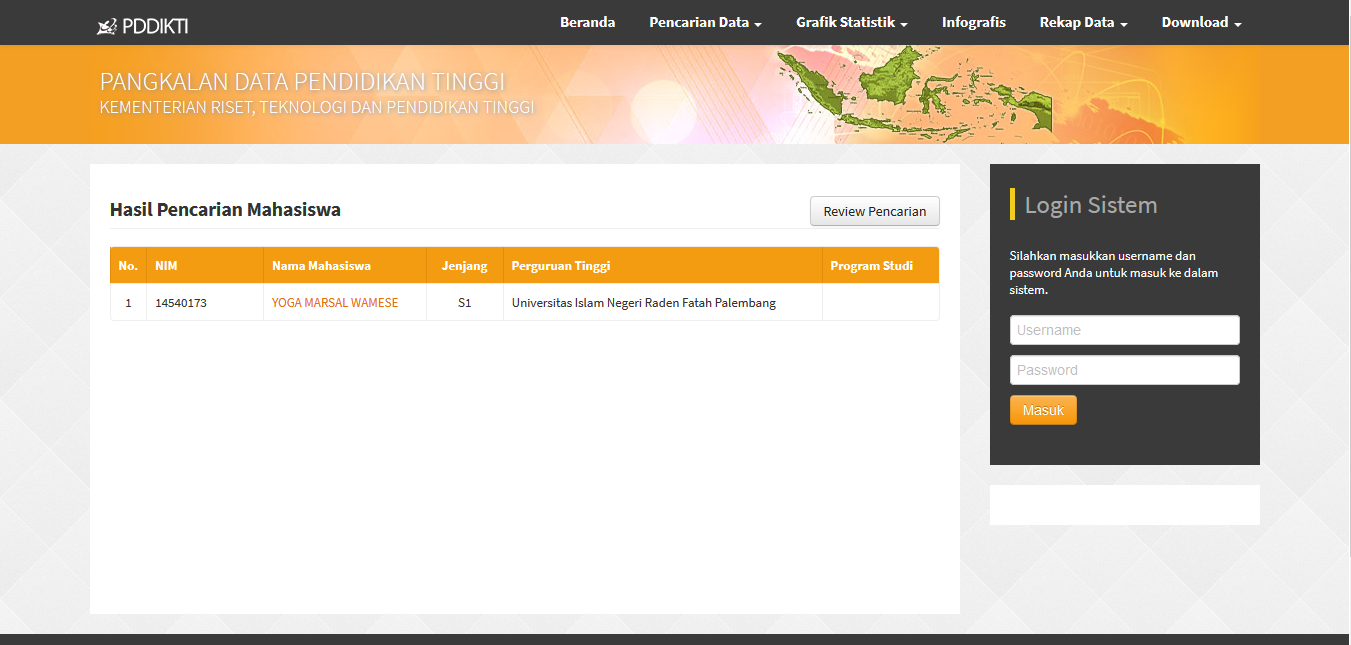 PDDIKTI
Beranda Pencarian Data Grafik Statistik Infografis Rekap Data Download
PANGKALAN DATA PENDIDIKAN TINGGI
KEMENTERIAN RISET, TEKNOLOGI DAN PENDIDIKAN TINGGI
Hasil Pencarian Mahasiswa
Review Pencarian
No. NIM Nama Mahasiswa Jenjang Perguruan Tinggi Program Studi
1 14540173 YOGA MARSAL WAMESE S1 Universitas Islam Negeri Raden Fatah Palembang
Login Sistem
Silahkan masukkan username dan
password Anda untuk masuk ke dalam
sistem.
Username
Password
Masuk